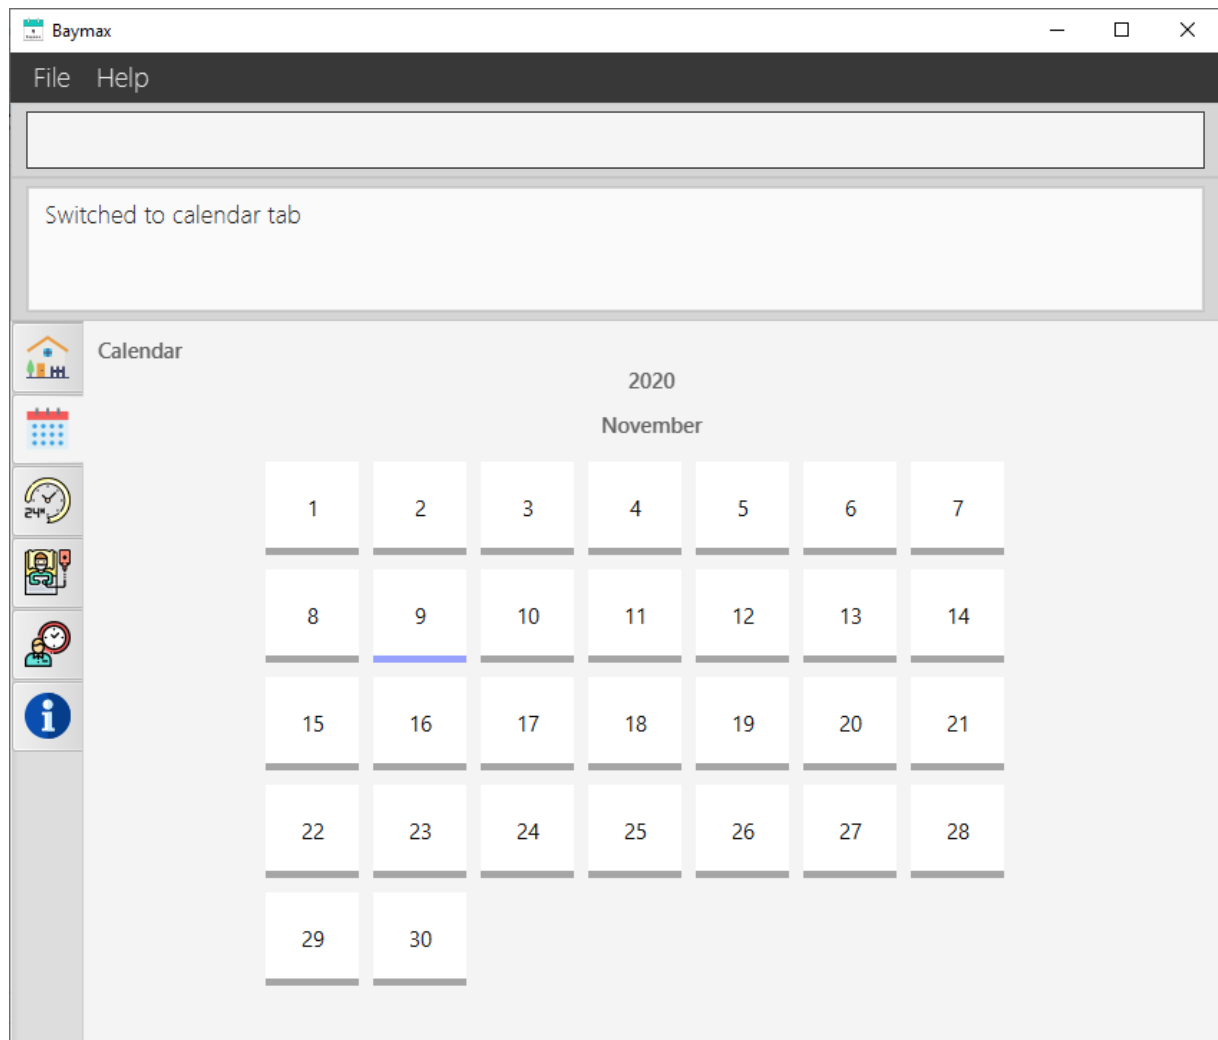 Baymax
File Help
Switched to calendar tab
Calendar
2020
November
1 2 3 4 5 6 7
8 9 10 11 12 13 14
15 16 17 18 19 20 21
22 23 24 25 26 27 28
29 30